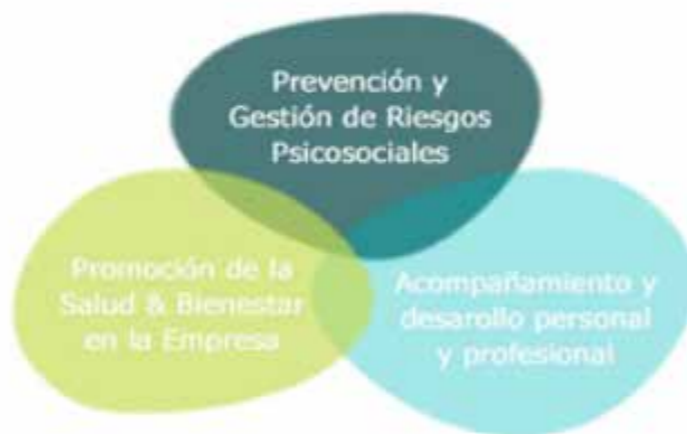 Prevención y
Gestión de Riesgos
Psicosociales
Promoción de la
Salud & Bienestar
en la Empresa
Acompañamiento y
desarollo personal
y profesional